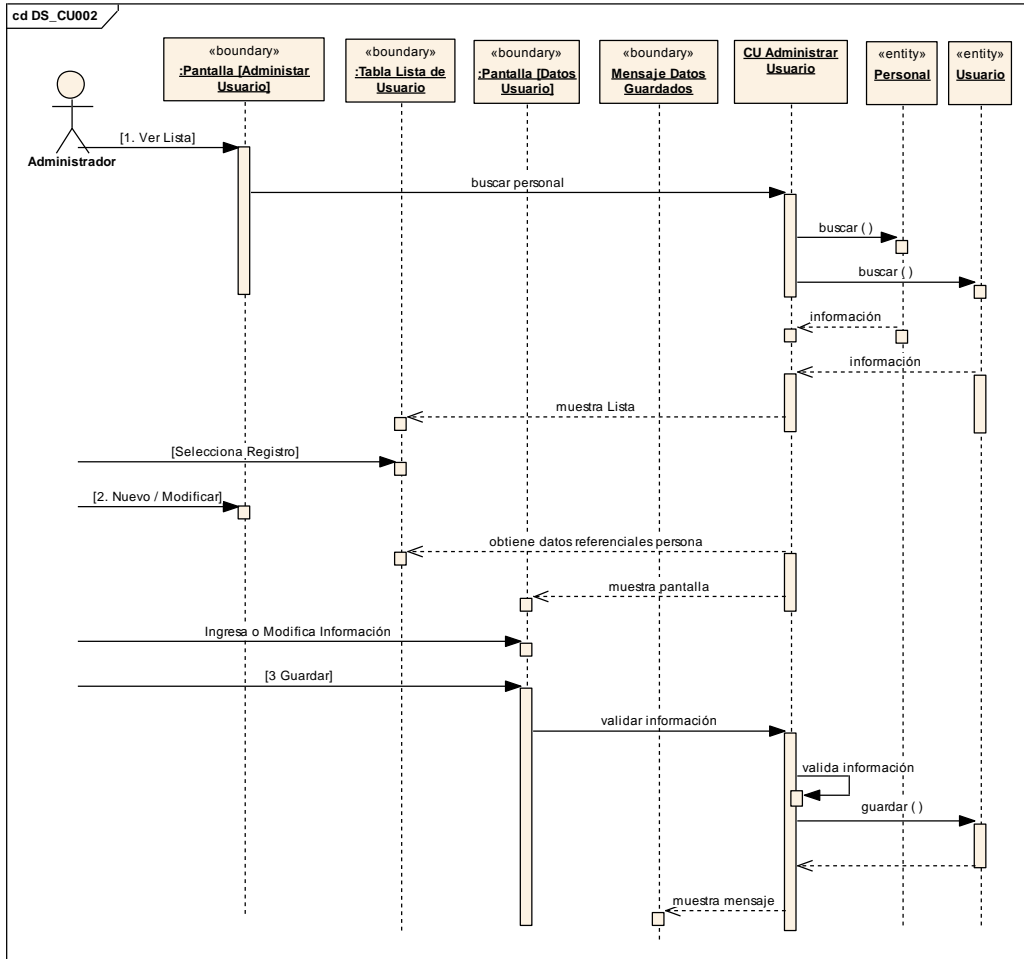 cd DS_CU002
«boundary»
:Pantalla [Administar
Usuario]
«boundary»
:Tabla Lista de
Usuario
«boundary»
:Pantalla [Datos
Usuario]
«boundary»
Mensaje Datos
Guardados
CU Administrar
Usuario
«entity»
Personal
«entity»
Usuario
Administrador
[1. Ver Lista]
buscar personal
buscar ( )
buscar ( )
información
información
muestra Lista
[Selecciona Registro]
[2. Nuevo / Modificar]
obtiene datos referenciales persona
muestra pantalla
Ingresa o Modifica Información
[3 Guardar]
validar información
valida información
guardar ( )
muestra mensaje